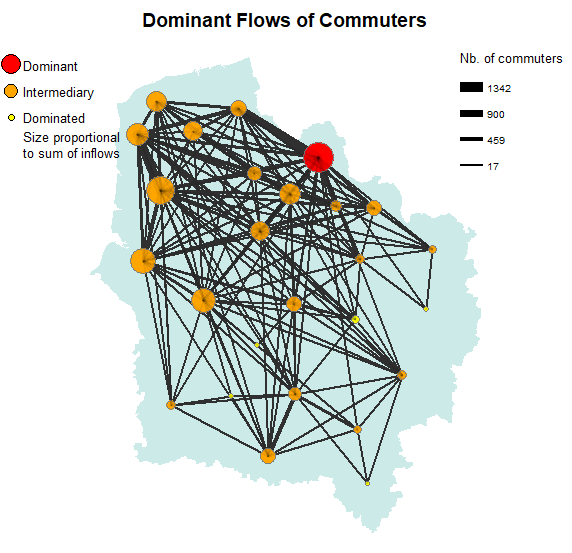 Dominant Flows of Commuters
Dominant
Intermediary
Dominated
Size proportional
to sum of inflows
Nb. of commuters
1342
900
459
17